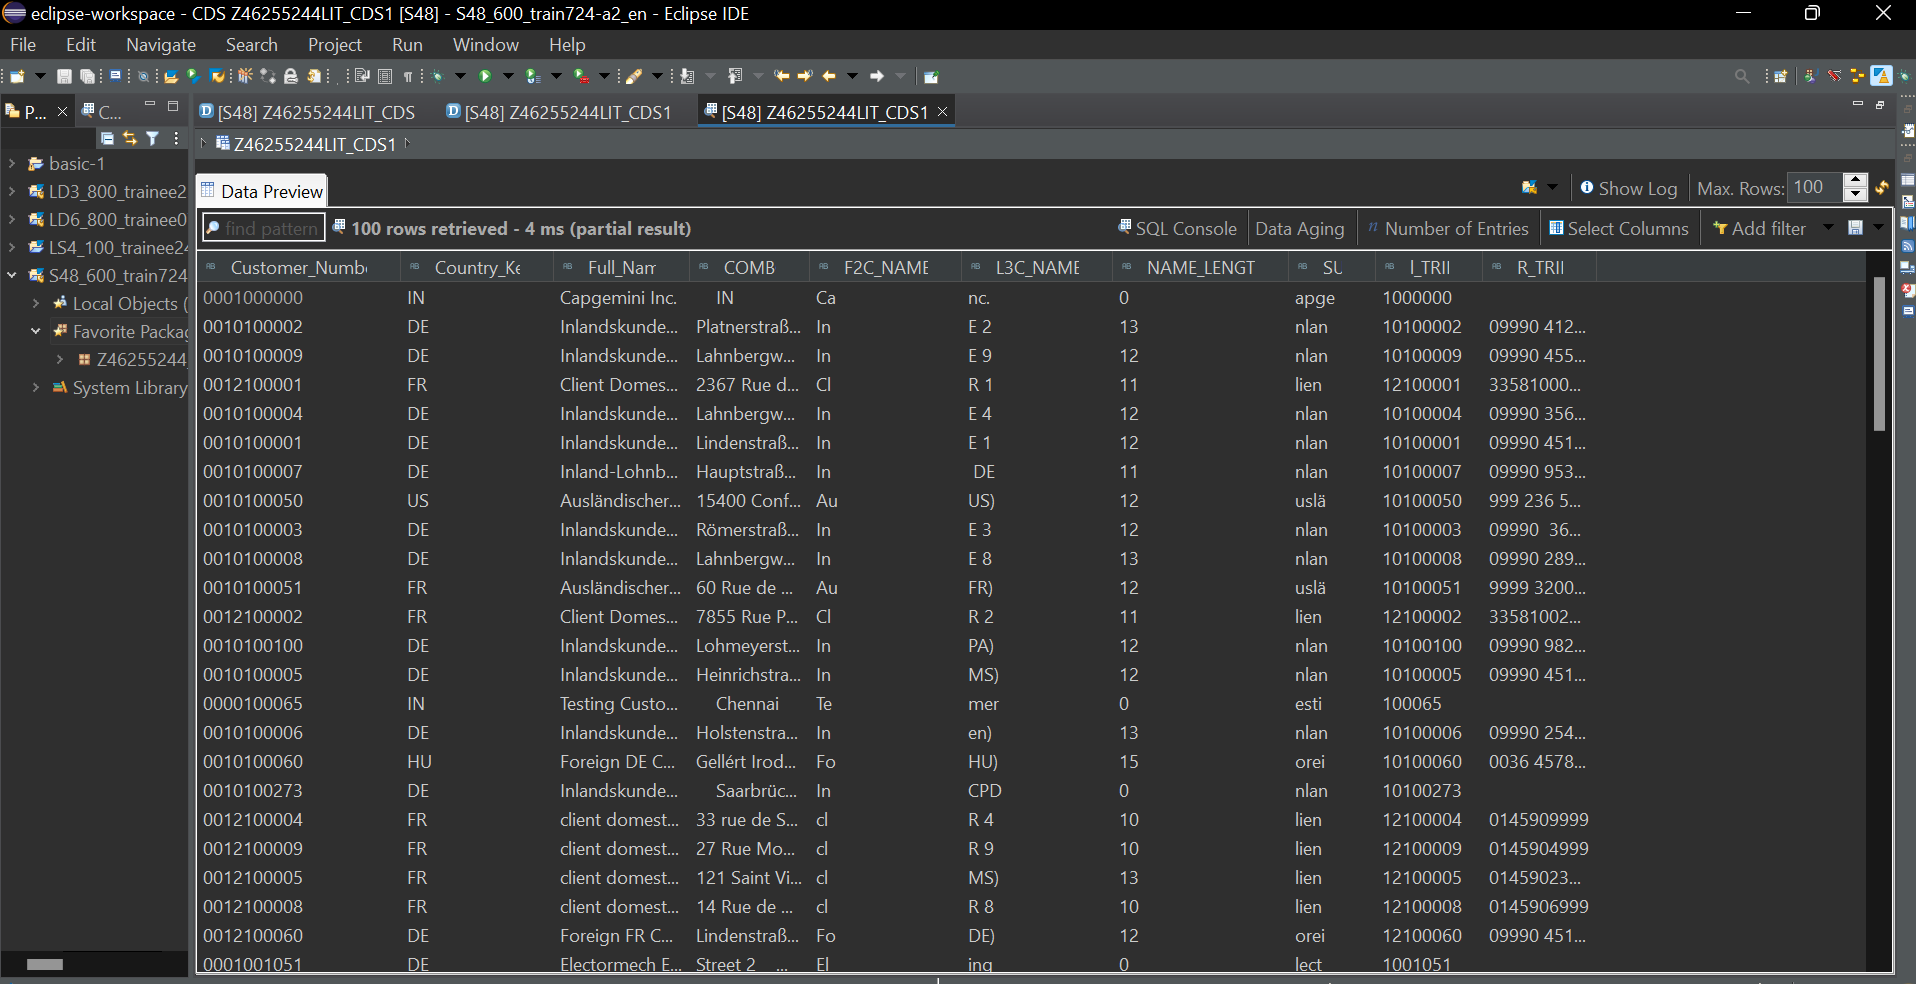 eclipse-workspace - CDS Z46255244LIT_CDS1 [S48] - S48_600_train724-a2_en - Eclipse IDE
File Edit Navigate Search Project Run Window Help
P... C... [S48] Z46255244LIT_CDS [S48] Z46255244LIT_CDS1 [S48] Z46255244LIT_CDS1
Z46255244LIT_CDS1
basic-1
LD3_800_trainee2
LD6_800_trainee0
LS4_100_trainee24
S48_600_train724
Local Objects (
Favorite Packag
Z46255244_
System Library
Data Preview Show Log Max. Rows: 100
find pattern 100 rows retrieved - 4 ms (partial result) SQL Console Data Aging Number of Entries Select Columns Add filter
Customer_Numb Country_Ke Full_Nam COMB F2C_NAME L3C_NAME NAME_LENGT SU l_TRII R_TRII
0001000000 IN Capgemini Inc. IN Ca nc. 0 apge 1000000
0010100002 DE Inlandskunde... Platnerstraß... In E 2 13 nlan 10100002 09990 412...
0010100009 DE Inlandskunde... Lahnbergw... In E 9 12 nlan 10100009 09990 455...
0012100001 FR Client Domes... 2367 Rue d... Cl R 1 11 lien 12100001 33581000...
0010100004 DE Inlandskunde... Lahnbergw... In E 4 12 nlan 10100004 09990 356...
0010100001 DE Inlandskunde... Lindenstraß... In E 1 12 nlan 10100001 09990 451...
0010100007 DE Inland-Lohnb... Hauptstraß... In DE 11 nlan 10100007 09990 953...
0010100050 US Ausländischer... 15400 Conf... Au US) 12 uslä 10100050 999 236 5...
0010100003 DE Inlandskunde... Römerstraß... In E 3 12 nlan 10100003 09990 36...
0010100008 DE Inlandskunde... Lahnbergw... In E 8 13 nlan 10100008 09990 289...
0010100051 FR Ausländischer... 60 Rue de ... Au FR) 12 uslä 10100051 9999 3200...
0012100002 FR Client Domes... 7855 Rue P... Cl R 2 11 lien 12100002 33581002...
0010100100 DE Inlandskunde... Lohmeyerst... In PA) 12 nlan 10100100 09990 982...
0010100005 DE Inlandskunde... Heinrichstra... In MS) 12 nlan 10100005 09990 451...
0000100065 IN Testing Custo... Chennai Te mer 0 esti 100065
0010100006 DE Inlandskunde... Holstenstra... In en) 13 nlan 10100006 09990 254...
0010100060 HU Foreign DE C... Gellért Irod... Fo HU) 15 orei 10100060 0036 4578...
0010100273 DE Inlandskunde... Saarbrüc... In CPD 0 nlan 10100273
0012100004 FR client domest... 33 rue de S... cl R 4 10 lien 12100004 0145909999
0012100009 FR client domest... 27 Rue Mo... cl R 9 10 lien 12100009 0145904999
0012100005 FR client domest... 121 Saint Vi... cl MS) 13 lien 12100005 01459023...
0012100008 FR client domest... 14 Rue de ... cl R 8 10 lien 12100008 0145906999
0012100060 DE Foreign FR C... Lindenstraß... Fo DE) 12 orei 12100060 09990 451...
0001001051 DE Electormech E... Street 2 ... El ing 0 lect 1001051